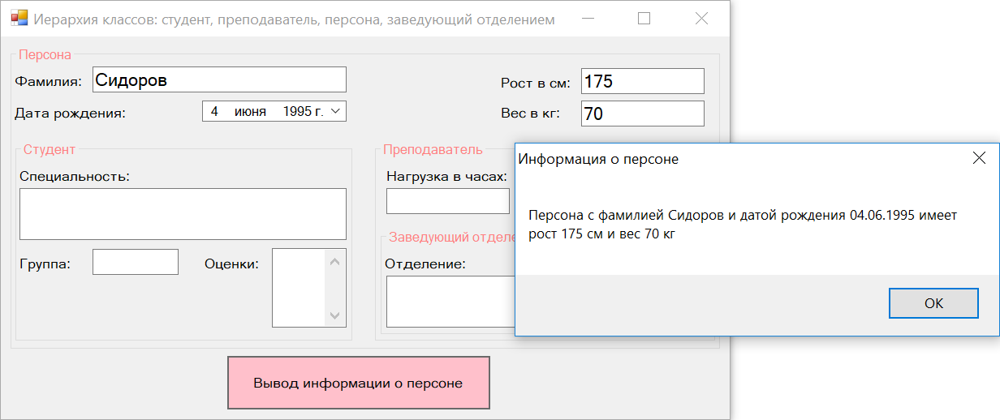 Иерархия классов: студент, преподаватель, персона, заведующий отделением
Персона
Фамилия:
Сидоров
Рост в см:
175
Дата рождения:
4 июня 1995 г.
Вес в кг:
70
Студент
Специальность:
Группа:
Оценки:
Преподаватель
Нагрузка в часах:
Заведующий отделе
Отделение:
Информация о персоне
Персона с фамилией Сидоров и датой рождения 04.06.1995 имеет
рост 175 см и вес 70 кг
ОК
Вывод информации о персоне